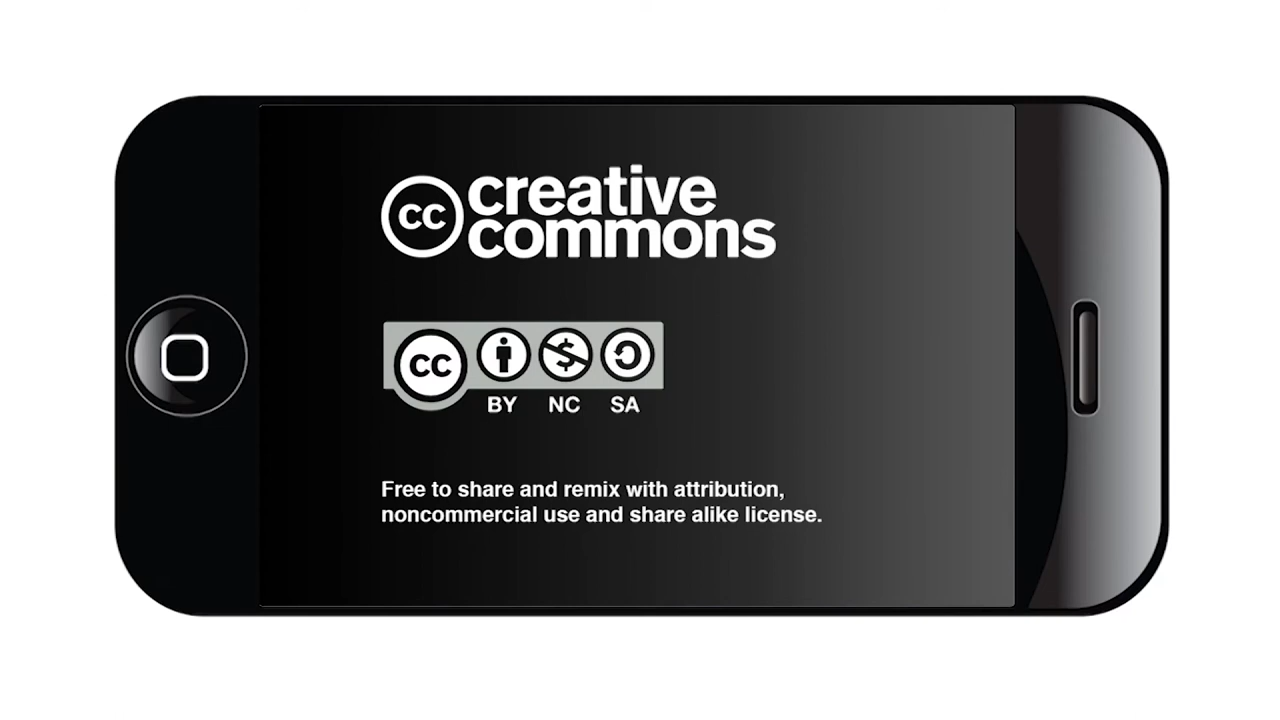 cc creative
commons
cc
BY NC SA
Free to share and remix with attribution,
noncommercial use and share alike license.